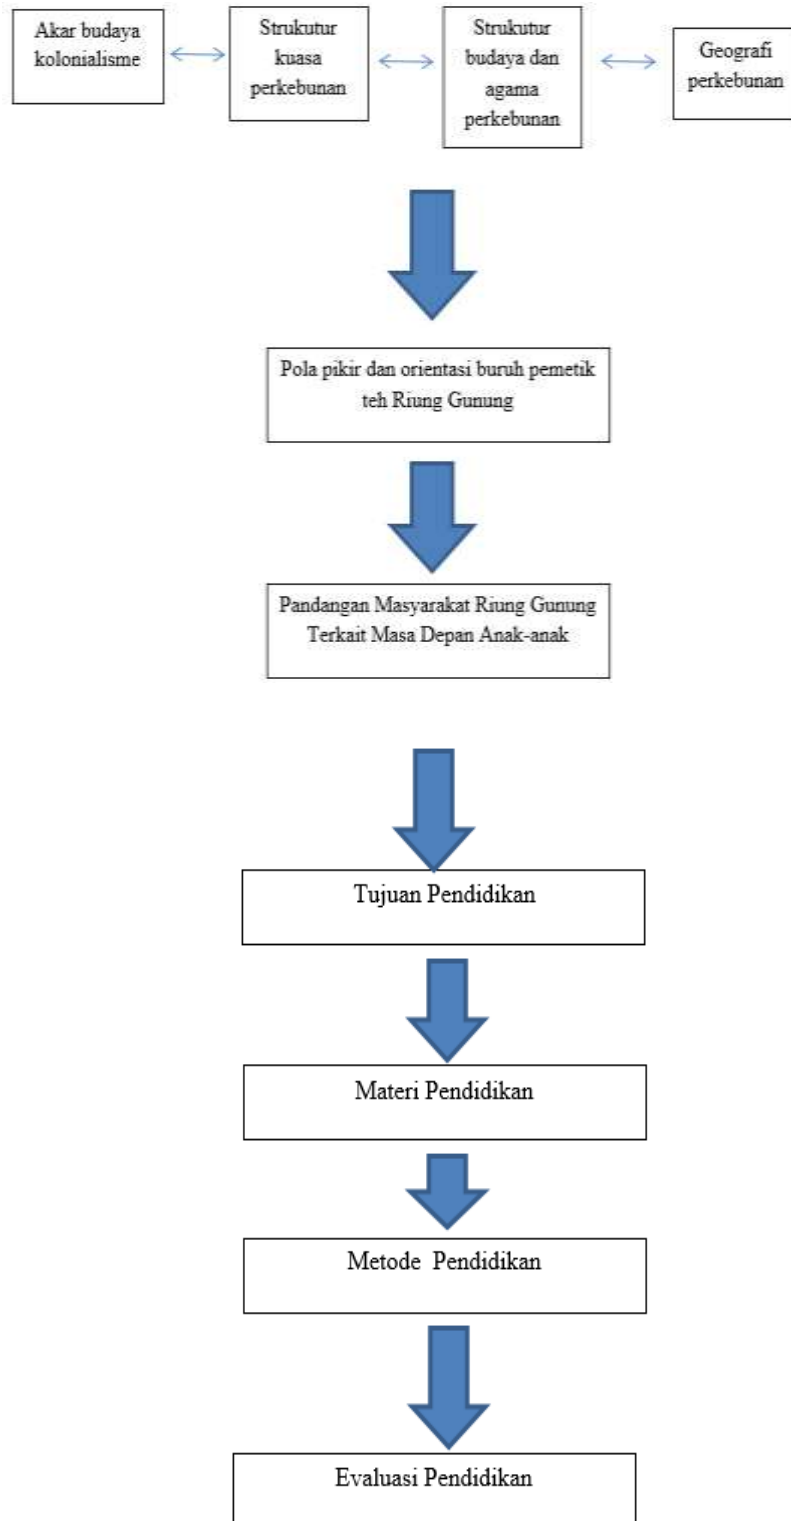 Akar budaya
kolonialisme
Strukutur
kuasa
perkebunan
Strukutur
budaya dan
agama
perkebunan
Geografi
perkebunan
Pola pikir dan orientasi buruh pemetik
teh Riung Gunung
Pandangan Masyarakat Riung Gunung
Terkait Masa Depan Anak-anak
Tujuan Pendidikan
Materi Pendidikan
Metode Pendidikan
Evaluasi Pendidikan